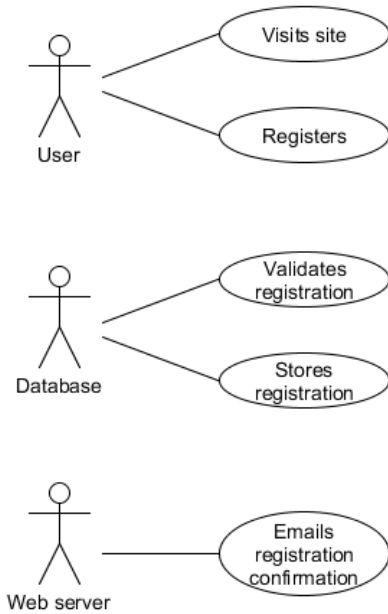 Visits site
Registers
User
Validates
registration
Stores
registration
Database
Emails
registration
confirmation
Web server